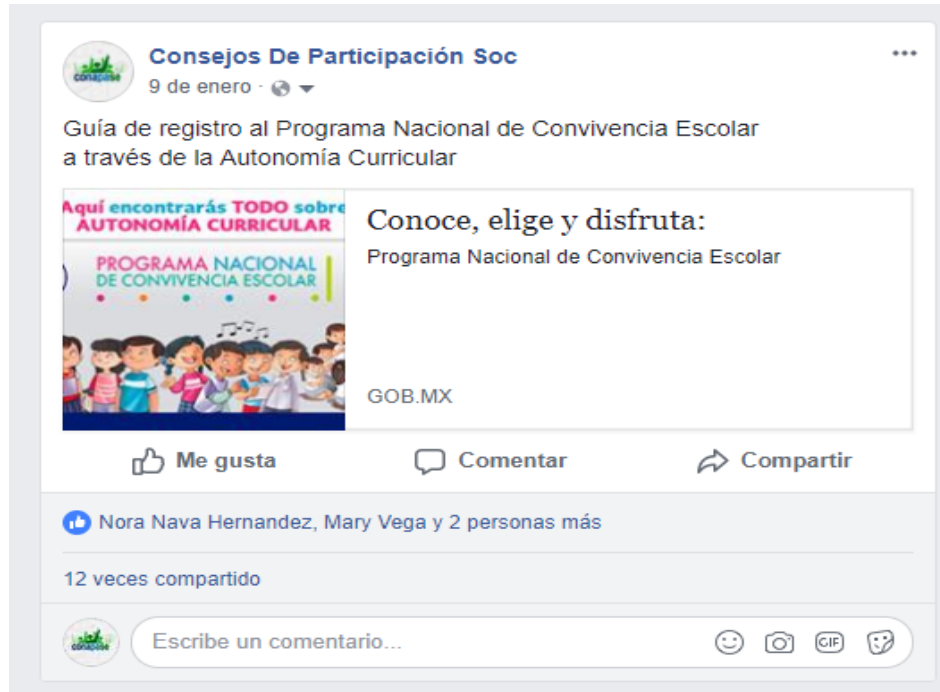 conapase
Consejos De Participación Soc
9 de enero ·
Guía de registro al Programa Nacional de Convivencia Escolar
a través de la Autonomía Curricular
Aquí encontrarás TODO sobre
AUTONOMÍA CURRICULAR
PROGRAMA NACIONAL
DE CONVIVENCIA ESCOLAR
Conoce, elige y disfruta:
Programa Nacional de Convivencia Escolar
GOB.MX
Me gusta
Comentar
Compartir
Nora Nava Hernandez, Mary Vega y 2 personas más
12 veces compartido
conapase
Escribe un comentario...
GIF